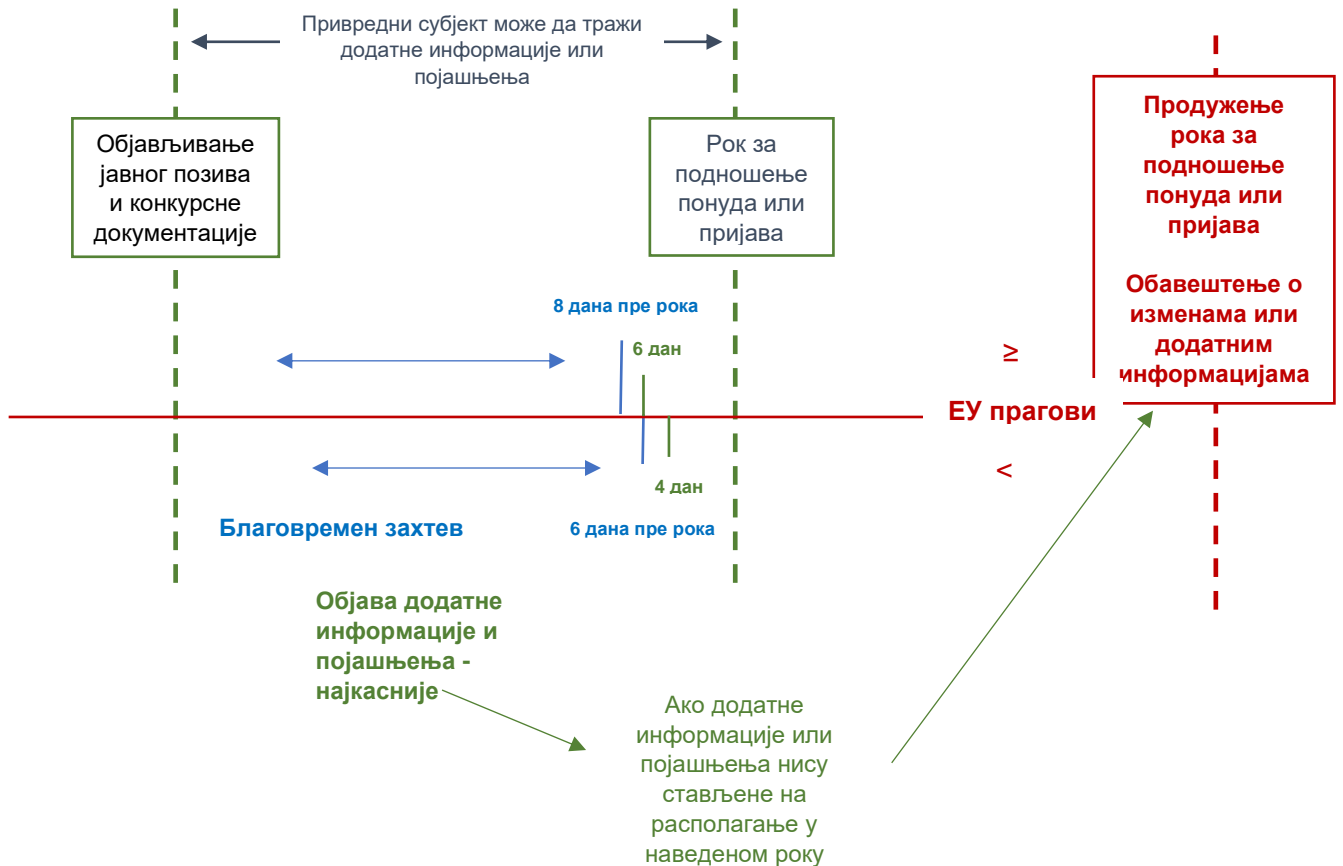 Привредни субјект може да тражи
додатне информације или
појашњења
Објављивање
јавног позива
и конкурсне
документације
Рок за
подношење
понуда или
пријава
Продужење
рока за
подношење
понуда или
пријава
Обавештење о
изменама или
додатним
информацијама
8 дана пре рока
6 дан
≥
ЕУ прагови
<
4 дан
Благовремен захтев
6 дана пре рока
Објава додатне
информације и
појашњења -
најкасније
Ако додатне
информације или
појашњења нису
стављене на
располагање у
наведеном року